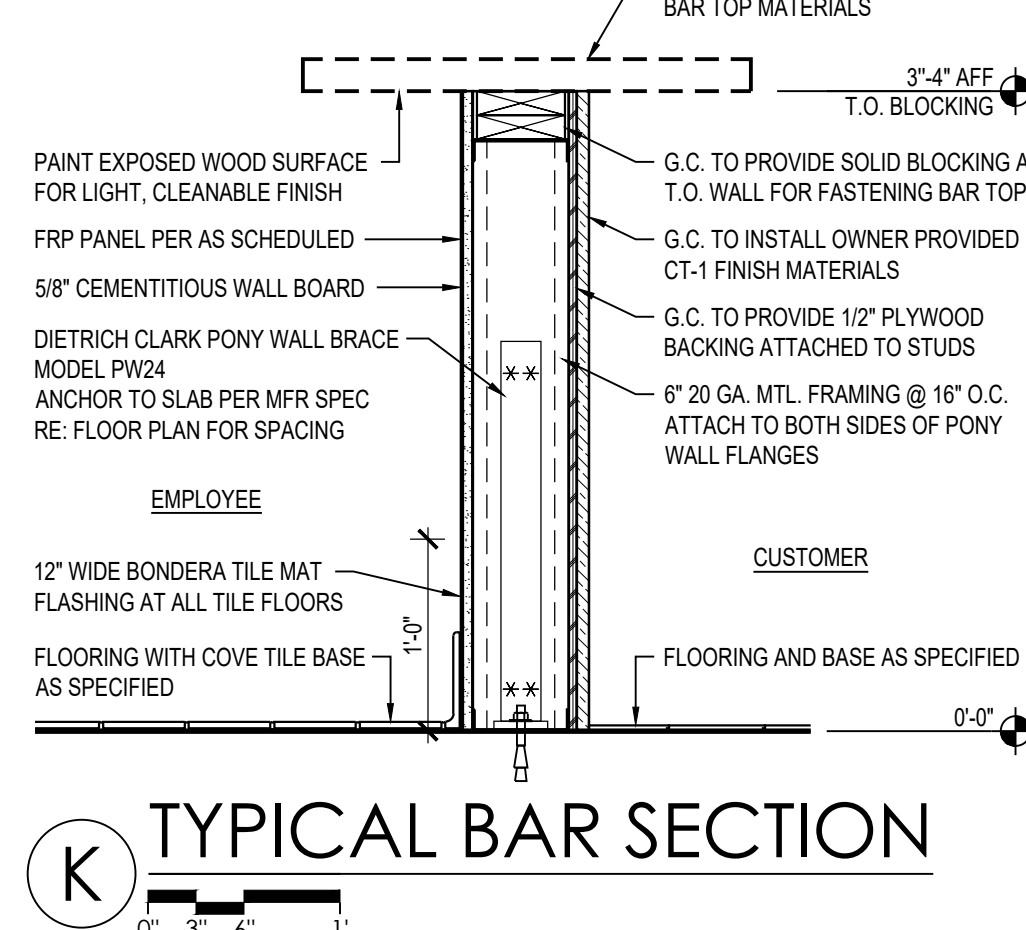 BAR TOP MATERIALS
3"-4" AFF
T.O. BLOCKING
PAINT EXPOSED WOOD SURFACE
FOR LIGHT, CLEANABLE FINISH
FRP PANEL PER AS SCHEDULED
5/8" CEMENTITIOUS WALL BOARD
DIETRICH CLARK PONY WALL BRACE
MODEL PW24
ANCHOR TO SLAB PER MFR SPEC
RE: FLOOR PLAN FOR SPACING
EMPLOYEE
12" WIDE BONDERA TILE MAT
FLASHING AT ALL TILE FLOORS
FLOORING WITH COVE TILE BASE
AS SPECIFIED
1'-0"
G.C. TO PROVIDE SOLID BLOCKING A
T.O. WALL FOR FASTENING BAR TOP
G.C. TO INSTALL OWNER PROVIDED
CT-1 FINISH MATERIALS
G.C. TO PROVIDE 1/2" PLYWOOD
BACKING ATTACHED TO STUDS
6" 20 GA. MTL. FRAMING @ 16" O.C.
ATTACH TO BOTH SIDES OF PONY
WALL FLANGES
CUSTOMER
FLOORING AND BASE AS SPECIFIED
0'-0"
K
TYPICAL BAR SECTION
0" 3" 6" 1'